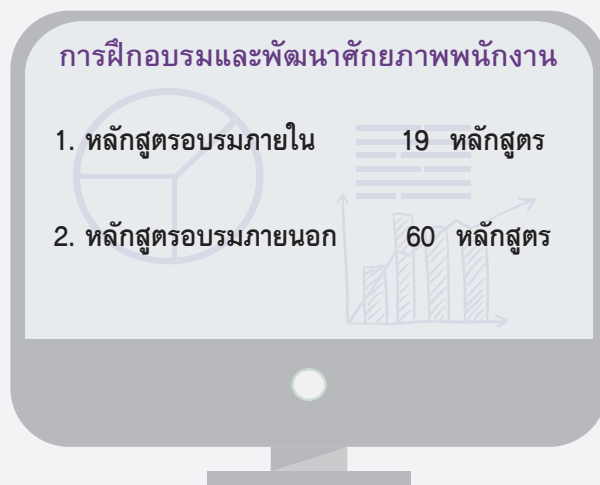 การฝึกอบรมและพัฒนาศักยภาพพนักงาน
1. หลักสูตรอบรมภายใน 19 หลักสูตร
2. หลักสูตรอบรมภายนอก 60 หลักสูตร